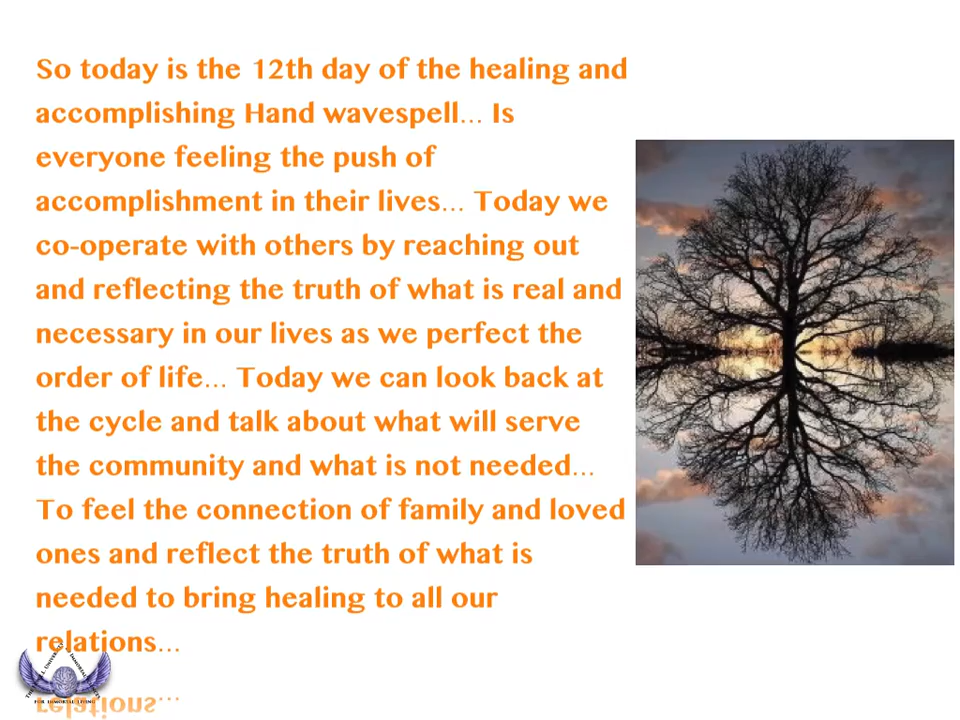 So today is the 12th day of the healing and
accomplishing Hand wavespell... Is
everyone feeling the push of
accomplishment in their lives... Today we
co-operate with others by reaching out
and reflecting the truth of what is real and
necessary in our lives as we perfect the
order of life... Today we can look back at
the cycle and talk about what will serve
the community and what is not needed...
To feel the connection of family and loved
ones and reflect the truth of what is
needed to bring healing to all our
relations...
FOR IMMORTAL LIVING
relations...